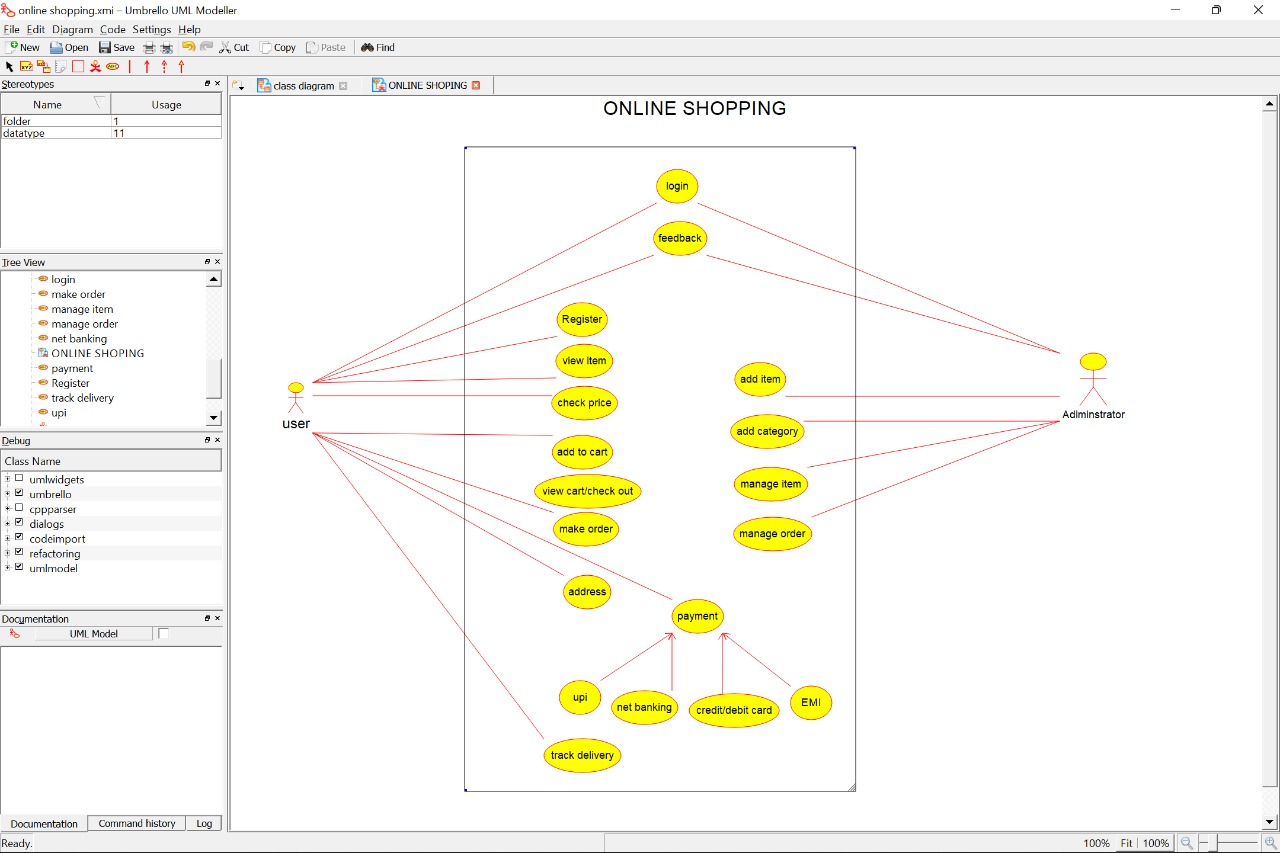 online shopping.xmi – Umbrello UML Modeller
File Edit Diagram Code Settings Help
New Open Save Cut Copy Paste Find
Stereotypes
Name Usage
folder 1
datatype 11
Tree View
login
make order
manage item
manage order
net banking
ONLINE SHOPING
payment
Register
track delivery
upi
Debug
Class Name
umlwidgets
umbrello
cppparser
dialogs
codeimport
refactoring
umlmodel
Documentation
UML Model
Documentation Command history Log
class diagram ONLINE SHOPING
ONLINE SHOPPING
login
feedback
Register
view item
check price
add to cart
view cart/check out
make order
address
payment
upi
net banking
credit/debit card
EMI
track delivery
add item
add category
manage item
manage order
user
Adiminstrator
Ready.
100% Fit 100%